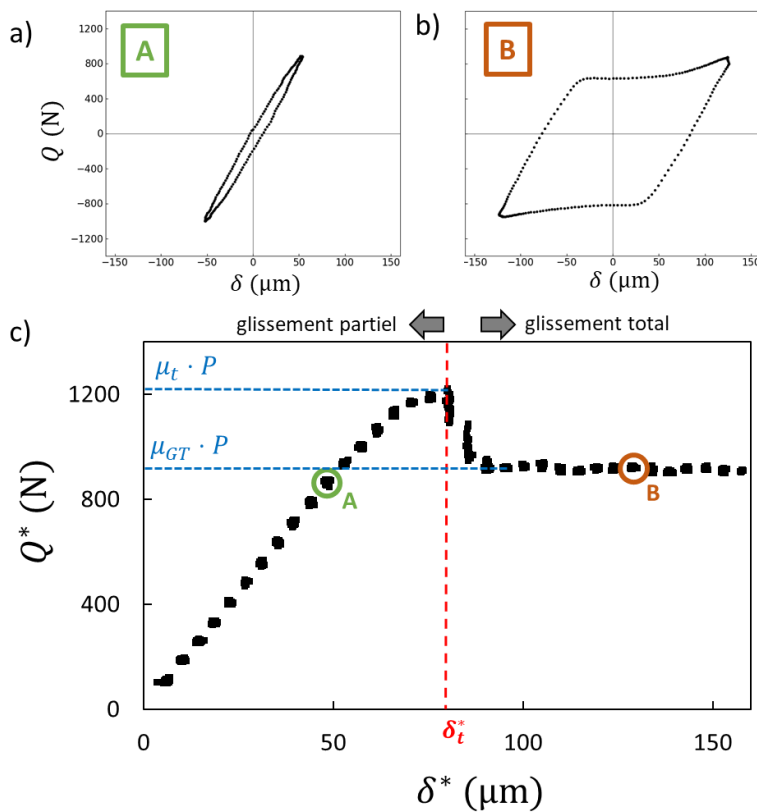 a)
A
1200
800
400
0
−400
−800
−1200
Q (N)
−150 −100 −50 0 50 100 150
δ (μm)
b)
B
−150 −100 −50 0 50 100 150
δ (μm)
c)
glissement partiel
glissement total
μt · P
μGT · P
1200
800
400
0
Q* (N)
A
B
0 50 100 150
δt*
δ* (μm)